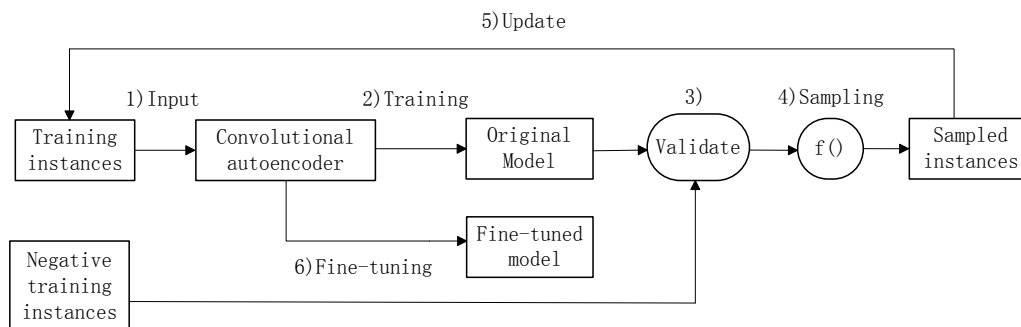 5)Update
1)Input
2)Training
3)
4)Sampling
Training
instances
Convolutional
autoencoder
Original
Model
Validate
f()
Sampled
instances
Fine-tuned
model
6)Fine-tuning
Negative
training
instances